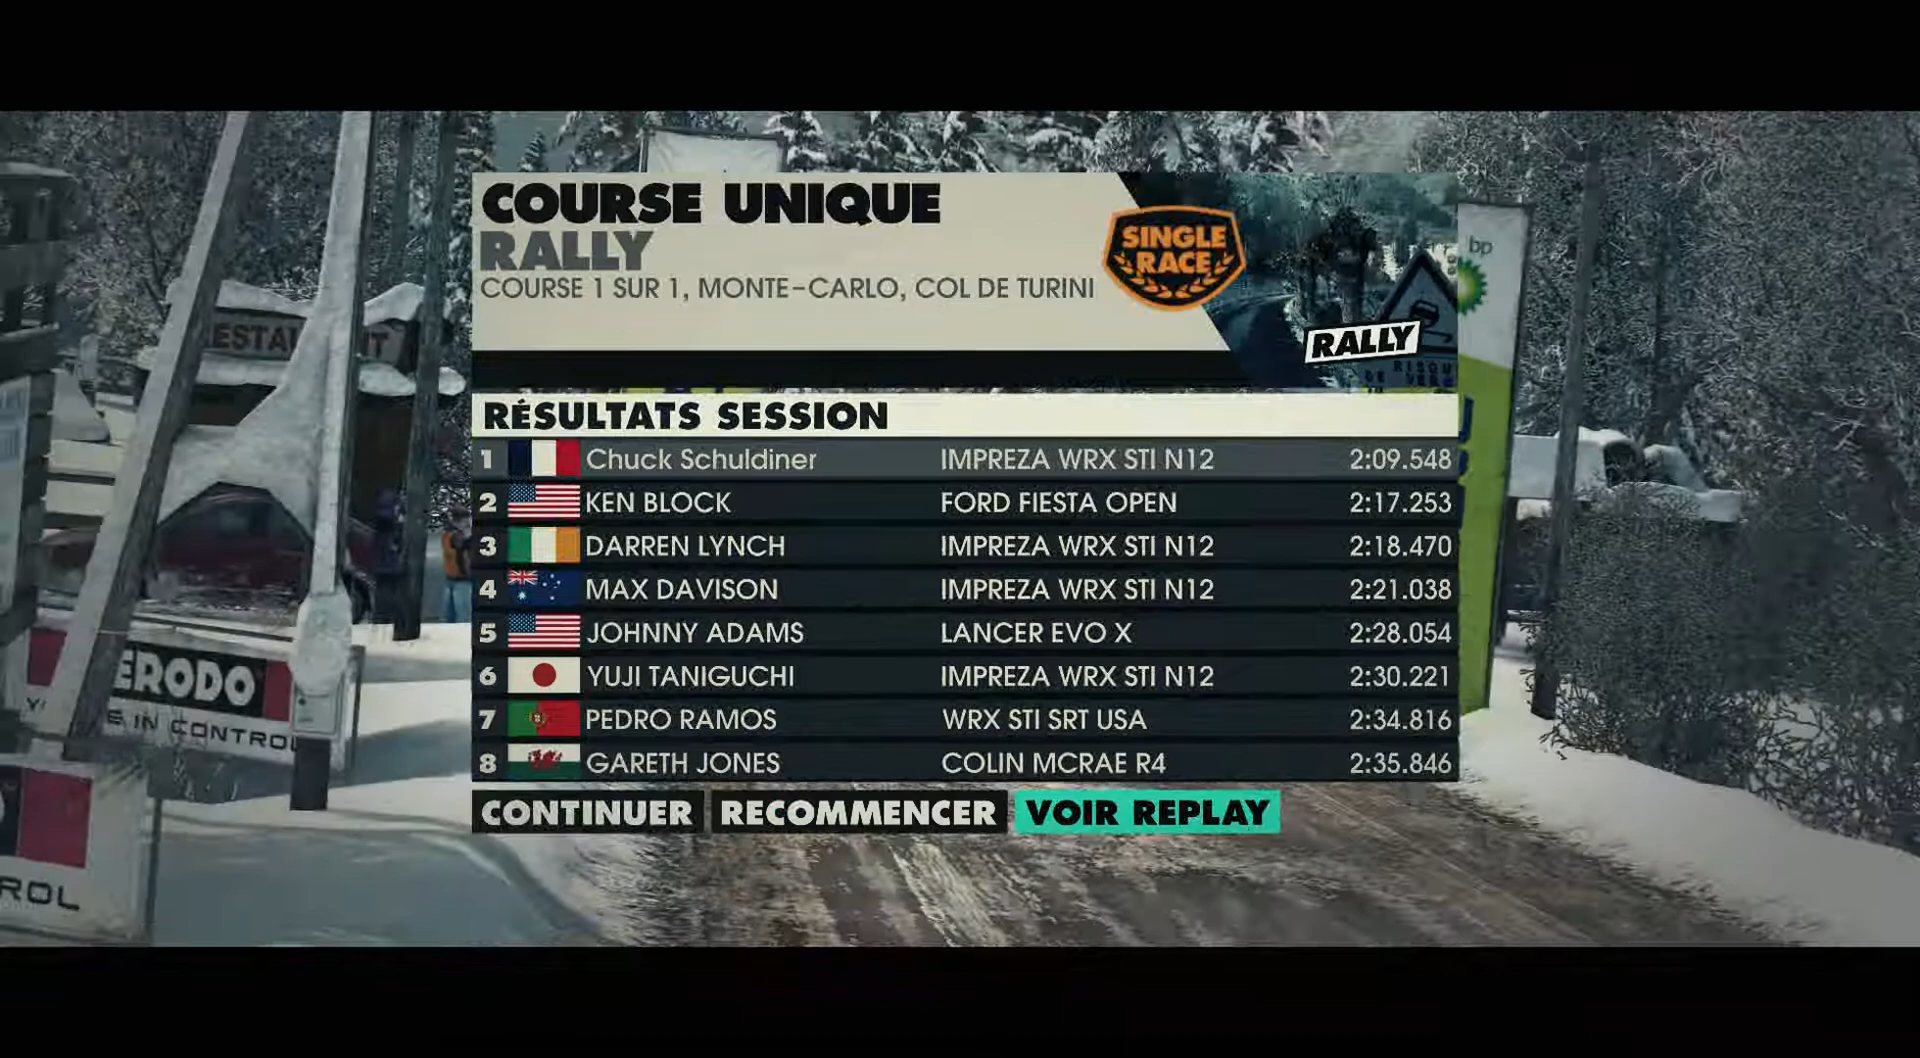 COURSE UNIQUE
RALLY
COURSE 1 SUR 1, MONTE-CARLO, COL DE TURINI
SINGLE
RACE
RALLY
bp
RÉSULTATS SESSION
1 Chuck Schuldiner IMPREZA WRX STI N12 2:09.548
2 KEN BLOCK FORD FIESTA OPEN 2:17.253
3 DARREN LYNCH IMPREZA WRX STI N12 2:18.470
4 MAX DAVISON IMPREZA WRX STI N12 2:21.038
5 JOHNNY ADAMS LANCER EVO X 2:28.054
6 YUJI TANIGUCHI IMPREZA WRX STI N12 2:30.221
7 PEDRO RAMOS WRX STI SRT USA 2:34.816
8 GARETH JONES COLIN MCRAE R4 2:35.846
CONTINUER RECOMMENCER VOIR REPLAY
ERODO
IN CONTROL
ROL